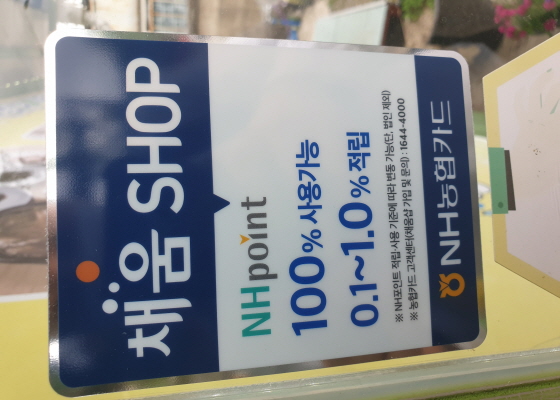 채움 SHOP
NHpoint
100% 사용가능
0.1~1.0% 적립
※ NH포인트 적립·사용 기준에 따라 변동 가능(단, 법인 제외)
※ 농협카드 고객센터(채움샵 가입 및 문의) : 1644-4000
NH농협카드